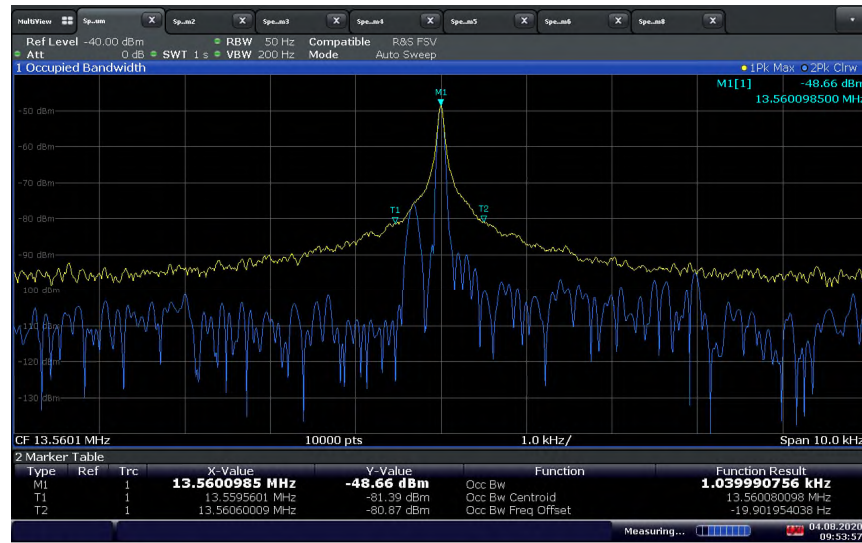 MultiView Sp..um X Sp..m2 X Spe..m3 X Spe..m4 X Spe..m5 X Spe..m6 X Spe..m8 X
Ref Level -40.00 dBm RBW 50 Hz Compatible R&S FSV
Att 0 dB SWT 1 s VBW 200 Hz Mode Auto Sweep
1 Occupied Bandwidth 1Pk Max 2Pk Clrw
M1[1] -48.66 dBm
13.560098500 MHz
M1
-50 dBm
-60 dBm
-70 dBm
T1 T2
-80 dBm
-90 dBm
-100 dBm
-110 dBm
-120 dBm
-130 dBm
CF 13.5601 MHz 10000 pts 1.0 kHz/ Span 10.0 kHz
2 Marker Table
Type Ref Trc X-Value Y-Value Function Function Result
M1 1 13.5600985 MHz -48.66 dBm Occ Bw 1.039990756 kHz
T1 1 13.5595601 MHz -81.39 dBm Occ Bw Centroid 13.560080098 MHz
T2 1 13.56060009 MHz -80.87 dBm Occ Bw Freq Offset -19.901954038 Hz
Measuring... 04.08.2020
09:53:57